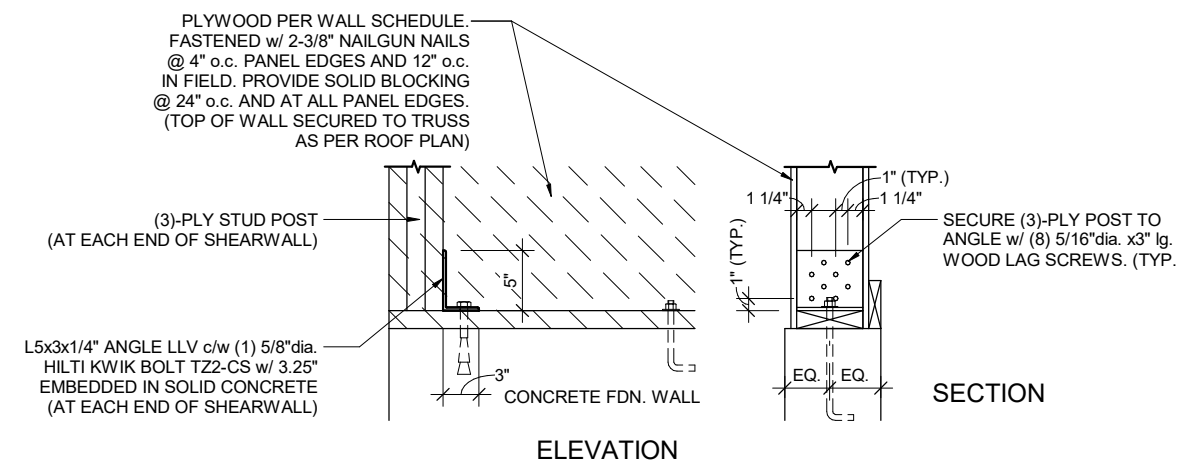 PLYWOOD PER WALL SCHEDULE.
FASTENED w/ 2-3/8" NAILGUN NAILS
@ 4" o.c. PANEL EDGES AND 12" o.c.
IN FIELD. PROVIDE SOLID BLOCKING
@ 24" o.c. AND AT ALL PANEL EDGES.
(TOP OF WALL SECURED TO TRUSS
AS PER ROOF PLAN)
(3)-PLY STUD POST
(AT EACH END OF SHEARWALL)
L5x3x1/4" ANGLE LLV c/w (1) 5/8"dia.
HILTI KWIK BOLT TZ2-CS w/ 3.25"
EMBEDDED IN SOLID CONCRETE
(AT EACH END OF SHEARWALL)
5"
3"
CONCRETE FDN. WALL
ELEVATION
1 1/4"
1" (TYP.)
1 1/4"
1" (TYP.)
SECURE (3)-PLY POST TO
ANGLE w/ (8) 5/16"dia. x3" lg.
WOOD LAG SCREWS. (TYP.
EQ.
EQ.
SECTION